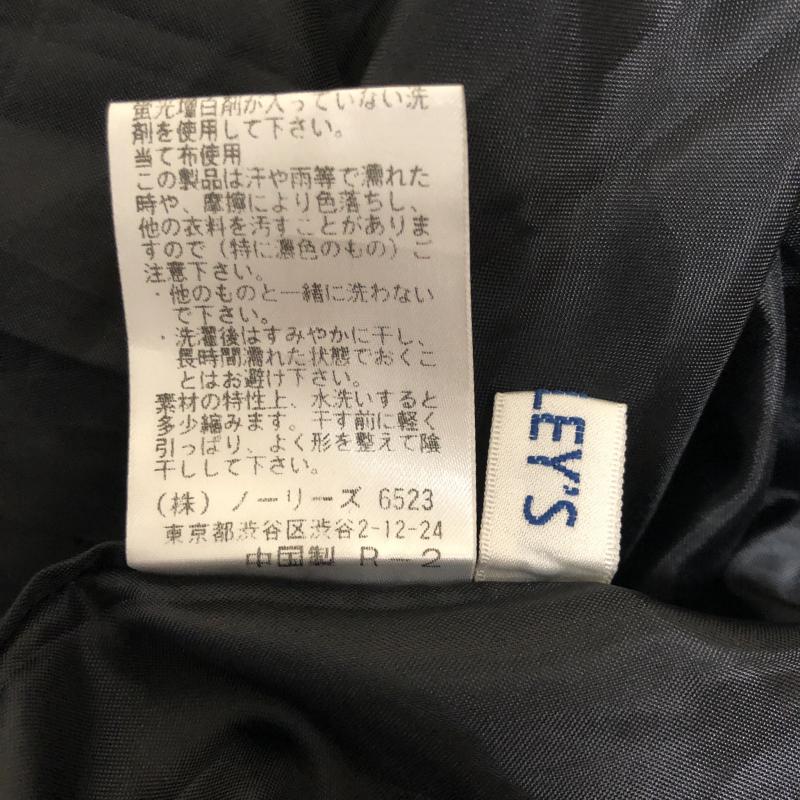 蛍光増白剤が入っていない洗
剤を使用して下さい。
当て布使用
この製品は汗や雨等で濡れた
時や、摩擦により色落ちし、
他の衣料を汚すことがありま
すので(特に濃色のもの)ご
注意下さい。
・他のものと一緒に洗わない
で下さい。
・洗濯後はすみやかに干し、
長時間濡れた状態でおくこ
とはお避け下さい。
素材の特性上、水洗いすると
多少縮みます。干す前に軽く
引っぱり、よく形を整えて陰
干しして下さい。
(株)ノーリーズ 6523
東京都渋谷区渋谷2-12-24
中国製 R-2
LEY'S